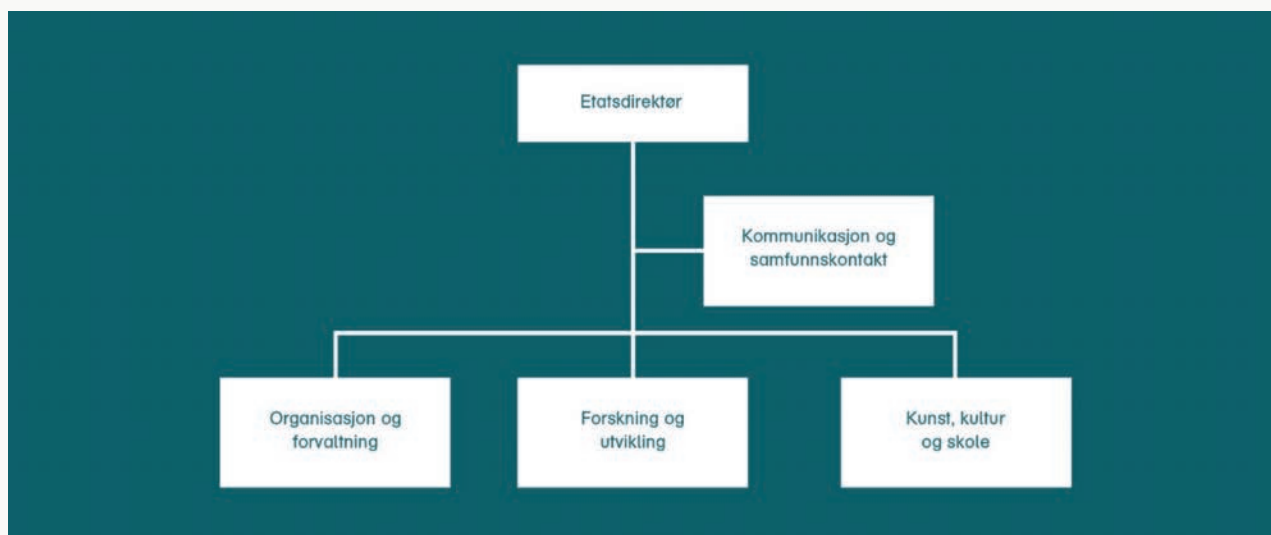 Etatsdirektør
Kommunikasjon og
samfunnskontakt
Organisasjon og
forvaltning
Forskning og
utvikling
Kunst, kultur
og skole